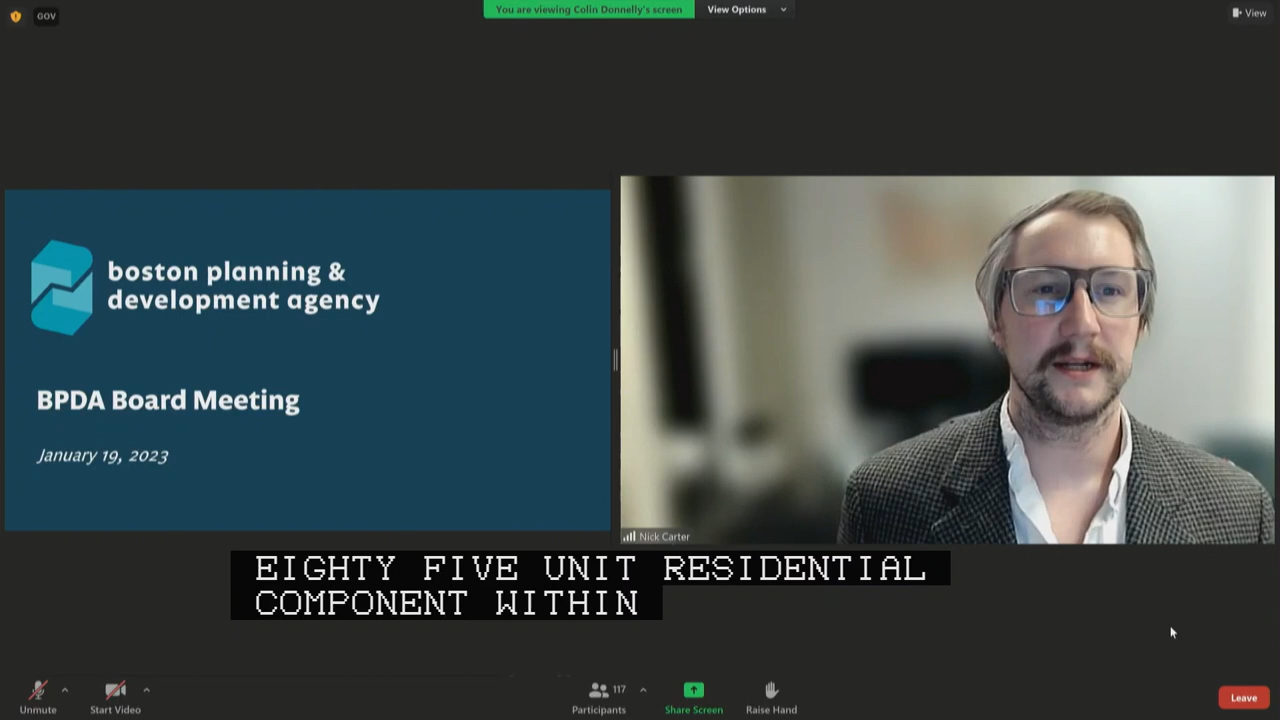 GOV
You are viewing Colin Donnelly's screen
View Options
View
boston planning &
development agency
BPDA Board Meeting
January 19, 2023
Nick Carter
EIGHTY FIVE UNIT RESIDENTIAL
COMPONENT WITHIN
Unmute
Start Video
117
Participants
Share Screen
Raise Hand
Leave